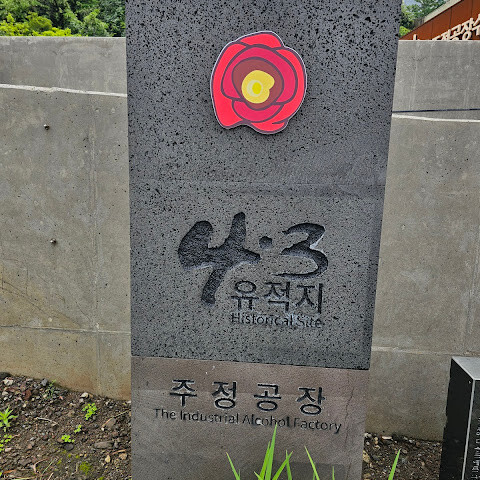 4·3
유적지
Historical Site
주정공장
The Industrial Alcohol Factory